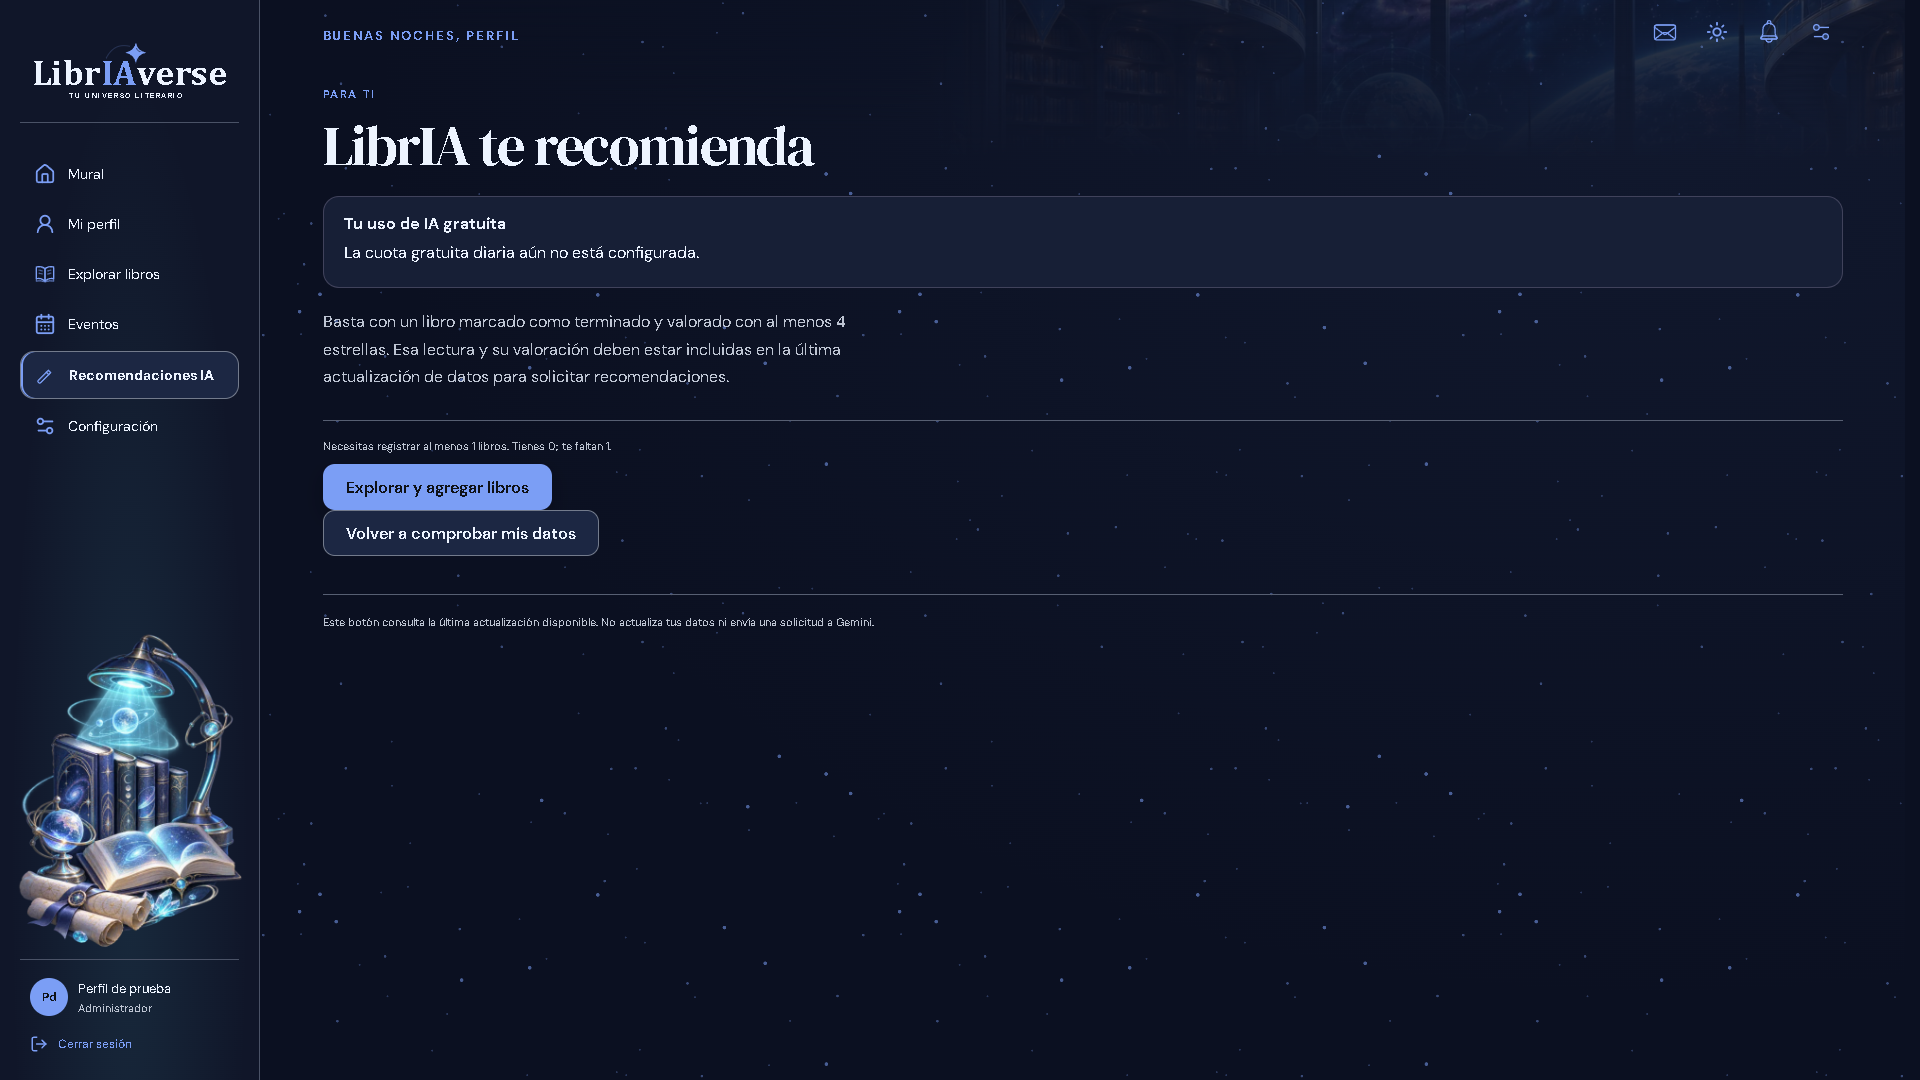 LibrIAverse
TU UNIVERSO LITERARIO
Mural
Mi perfil
Explorar libros
Eventos
Recomendaciones IA
Configuración
Pd
Perfil de prueba
Administrador
Cerrar sesión
BUENAS NOCHES, PERFIL
PARA TI
LibrIA te recomienda
Tu uso de IA gratuita
La cuota gratuita diaria aún no está configurada.
Basta con un libro marcado como terminado y valorado con al menos 4
estrellas. Esa lectura y su valoración deben estar incluidas en la última
actualización de datos para solicitar recomendaciones.
Necesitas registrar al menos 1 libros. Tienes 0; te faltan 1.
Explorar y agregar libros
Volver a comprobar mis datos
Este botón consulta la última actualización disponible. No actualiza tus datos ni envía una solicitud a Gemini.